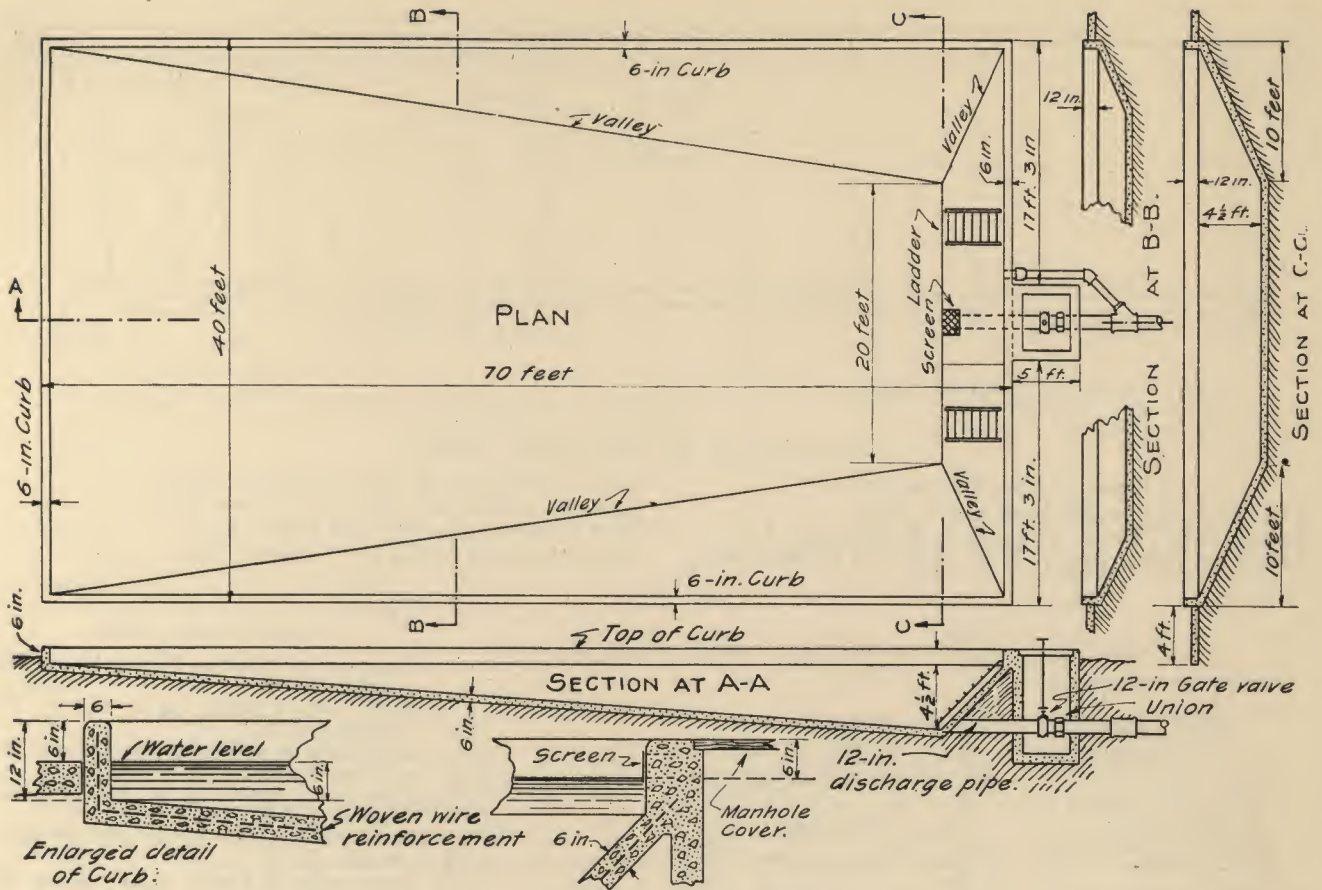 B
C
6-in Curb
Valley
Valley
6 in.
17 ft. 3 in
12 in.
10 feet
12 in.
4½ ft.
SECTION AT B-B.
SECTION AT C-C.
A
40 feet
PLAN
20 feet
Ladder
Screen
70 feet
5 ft.
6-in. Curb
Valley
Valley
17 ft. 3 in.
10 feet
6-in. Curb
B
C
4 ft.
6 in.
Top of Curb
SECTION AT A-A
4½ ft.
12-in Gate valve
Union
6
6 in.
12 in.
Water level
6 in.
6 in.
Screen
6 in.
12-in.
discharge pipe.
Woven wire
reinforcement
Manhole
Cover.
6 in.
Enlarged detail
of Curb: